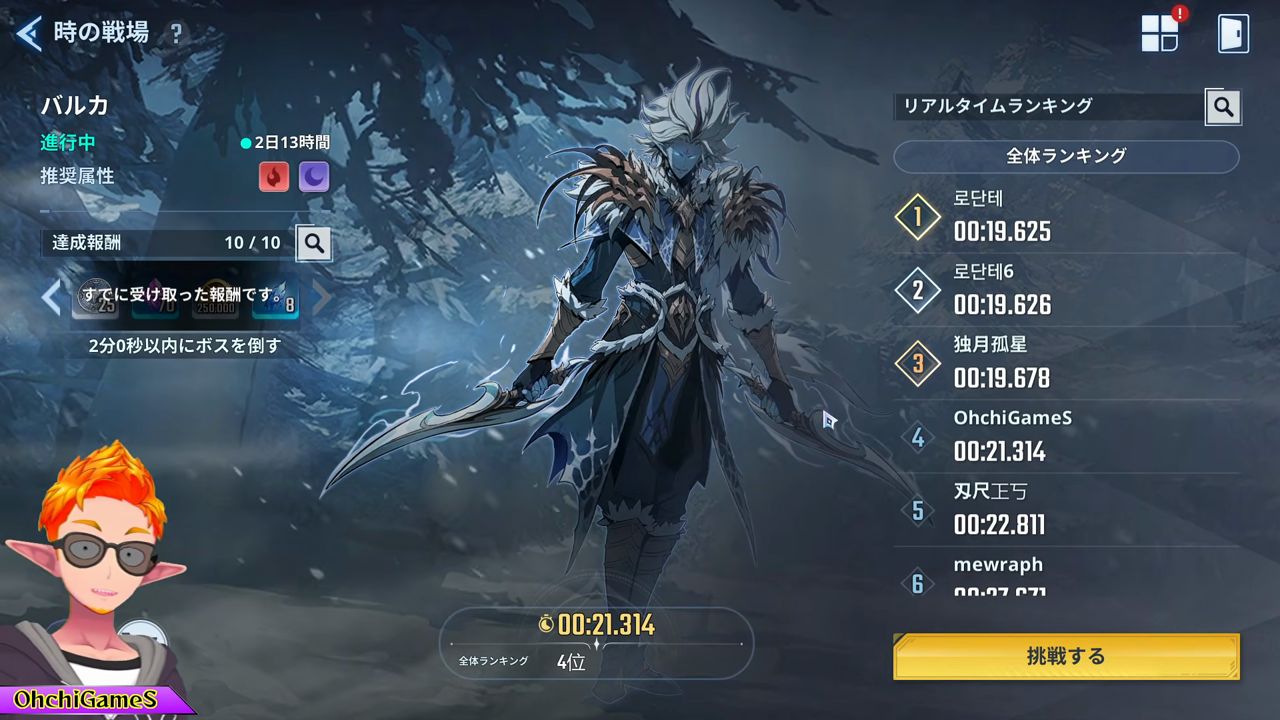 時の戦場
?
バルカ
進行中
2日13時間
推奨属性
達成報酬 10 / 10
すでに受け取った報酬です。
25 70 250,000 8
2分0秒以内にボスを倒す
リアルタイムランキング
全体ランキング
1 로단테
00:19.625
2 로단테6
00:19.626
3 独月孤星
00:19.678
4 OhchiGameS
00:21.314
5 刄尺㠪丂
00:22.811
6 mewraph
00:21.314
全体ランキング 4位
挑戦する
OhchiGameS